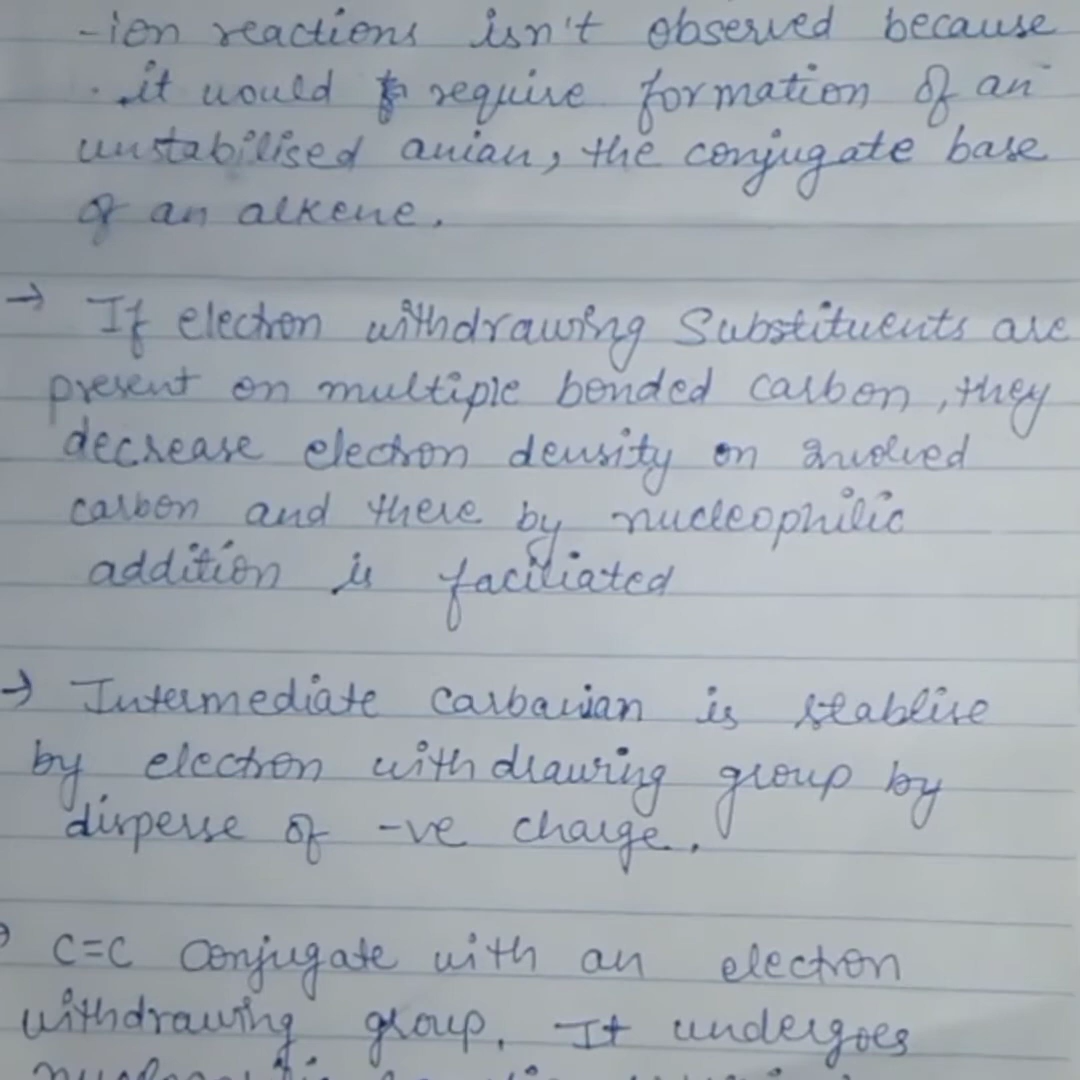 -ion reactions isn't observed because
it would require formation of an
unstabilised anian, the conjugate base
of an alkene.
→ If electron withdrawing Substituents are
present on multiple bonded carbon, they
decrease electron density on involved
carbon and there by nucleophilic
addition is faciliated
→ Intermediate carbanian is stablise
by electron withdrawing group by
disperse of -ve charge.
C=C Conjugate with an electron
withdrawing group. It undergoes